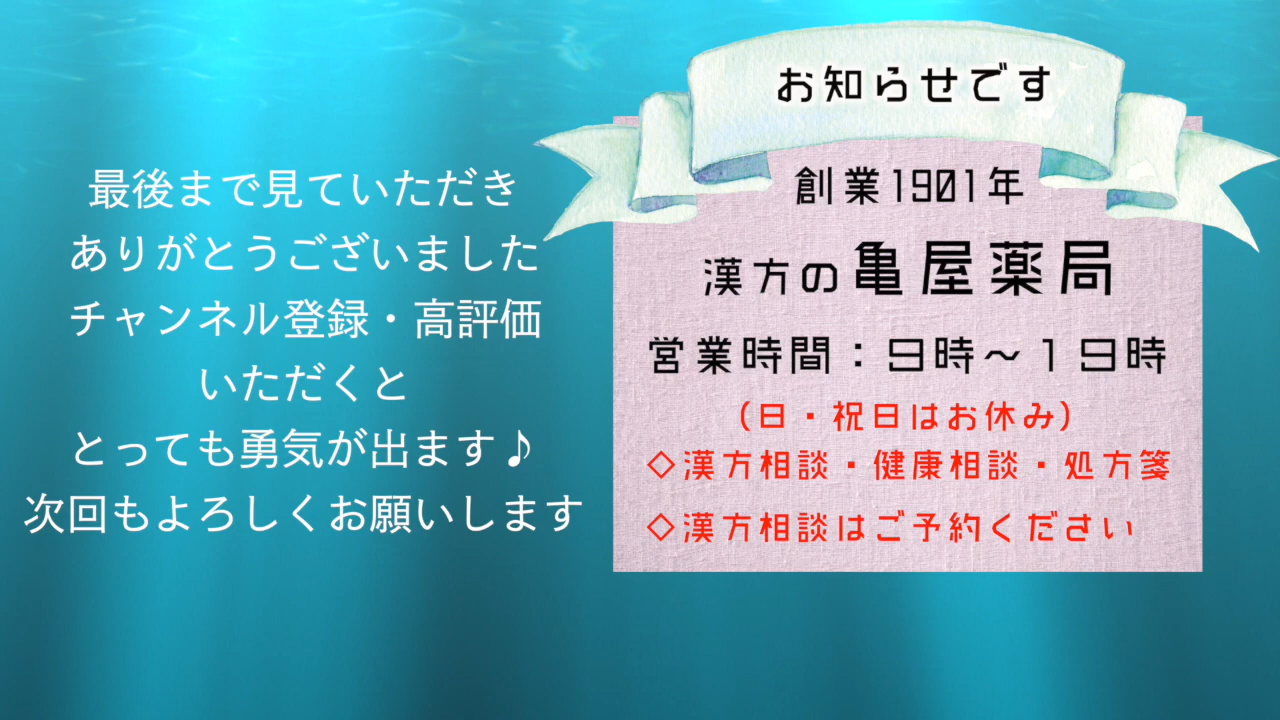 最後まで見ていただき
ありがとうございました
チャンネル登録・高評価
いただくと
とっても勇気が出ます♪
次回もよろしくお願いします
お知らせです
創業1901年
漢方の亀屋薬局
営業時間：9時～19時
（日・祝日はお休み）
◇漢方相談・健康相談・処方箋
◇漢方相談はご予約ください